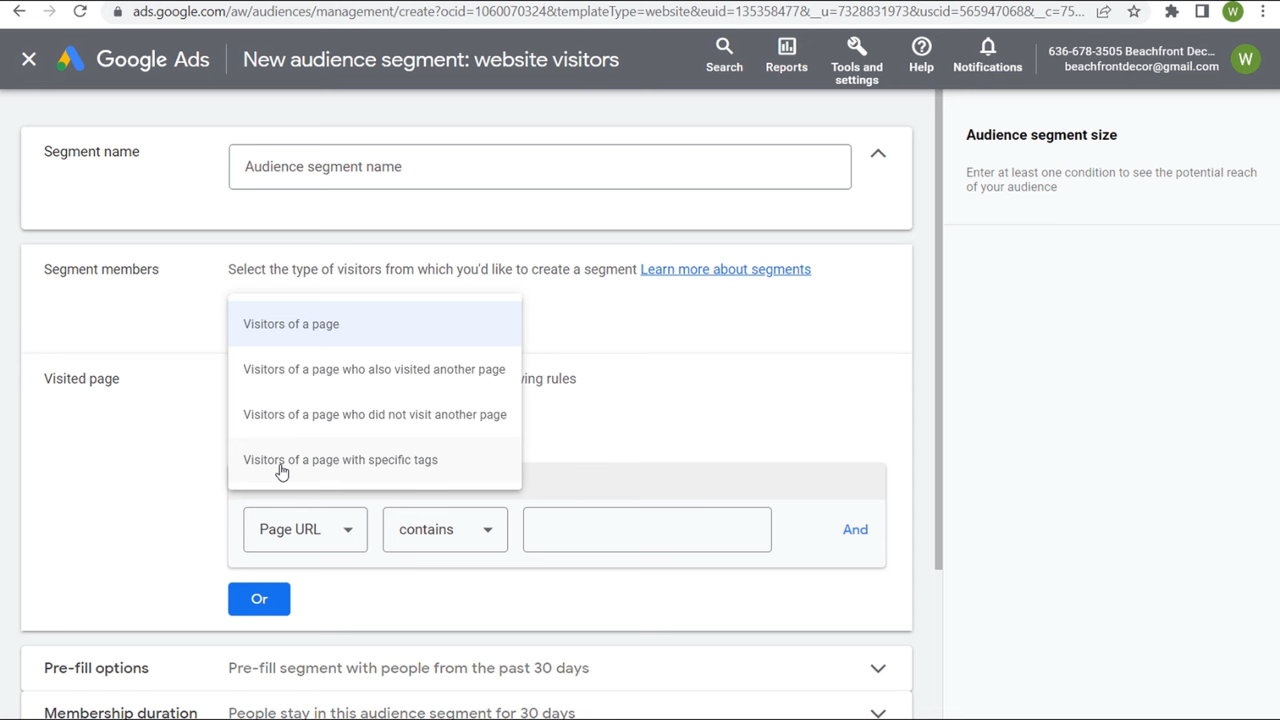 ads.google.com/aw/audiences/management/create?ocid=1060070324&templateType=website&euid=135358477&__u=7328831973&uscid=565947068&__c=75...
W
Google Ads
New audience segment: website visitors
Search
Reports
Tools and
settings
Help
Notifications
636-678-3505 Beachfront Dec...
beachfrontdecor@gmail.com
W
Segment name
Audience segment name
Audience segment size
Enter at least one condition to see the potential reach
of your audience
Segment members
Select the type of visitors from which you'd like to create a segment Learn more about segments
Visitors of a page
Visitors of a page who also visited another page
Visitors of a page who did not visit another page
Visitors of a page with specific tags
Visited page
rules
Page URL
contains
And
Or
Pre-fill options
Pre-fill segment with people from the past 30 days
Membership duration
People stay in this audience segment for 30 days